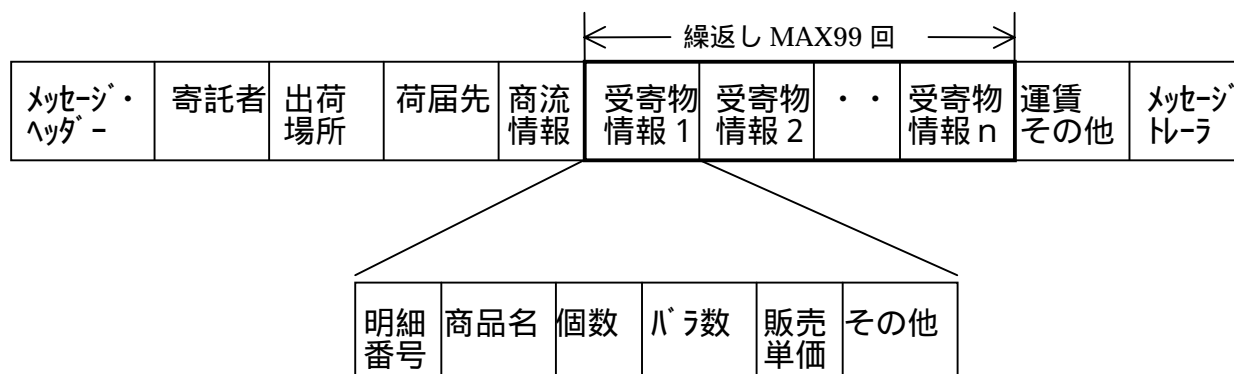 繰返し MAX99 回
ﾒｯｾｰｼﾞ・
ﾍｯﾀﾞｰ
寄託者
出荷
場所
荷届先
商流
情報
受寄物
情報 1
受寄物
情報 2
・・
受寄物
情報 n
運賃
その他
ﾒｯｾｰｼﾞ
ﾄﾚｰﾗ
明細
番号
商品名
個数
ﾊﾞﾗ数
販売
単価
その他